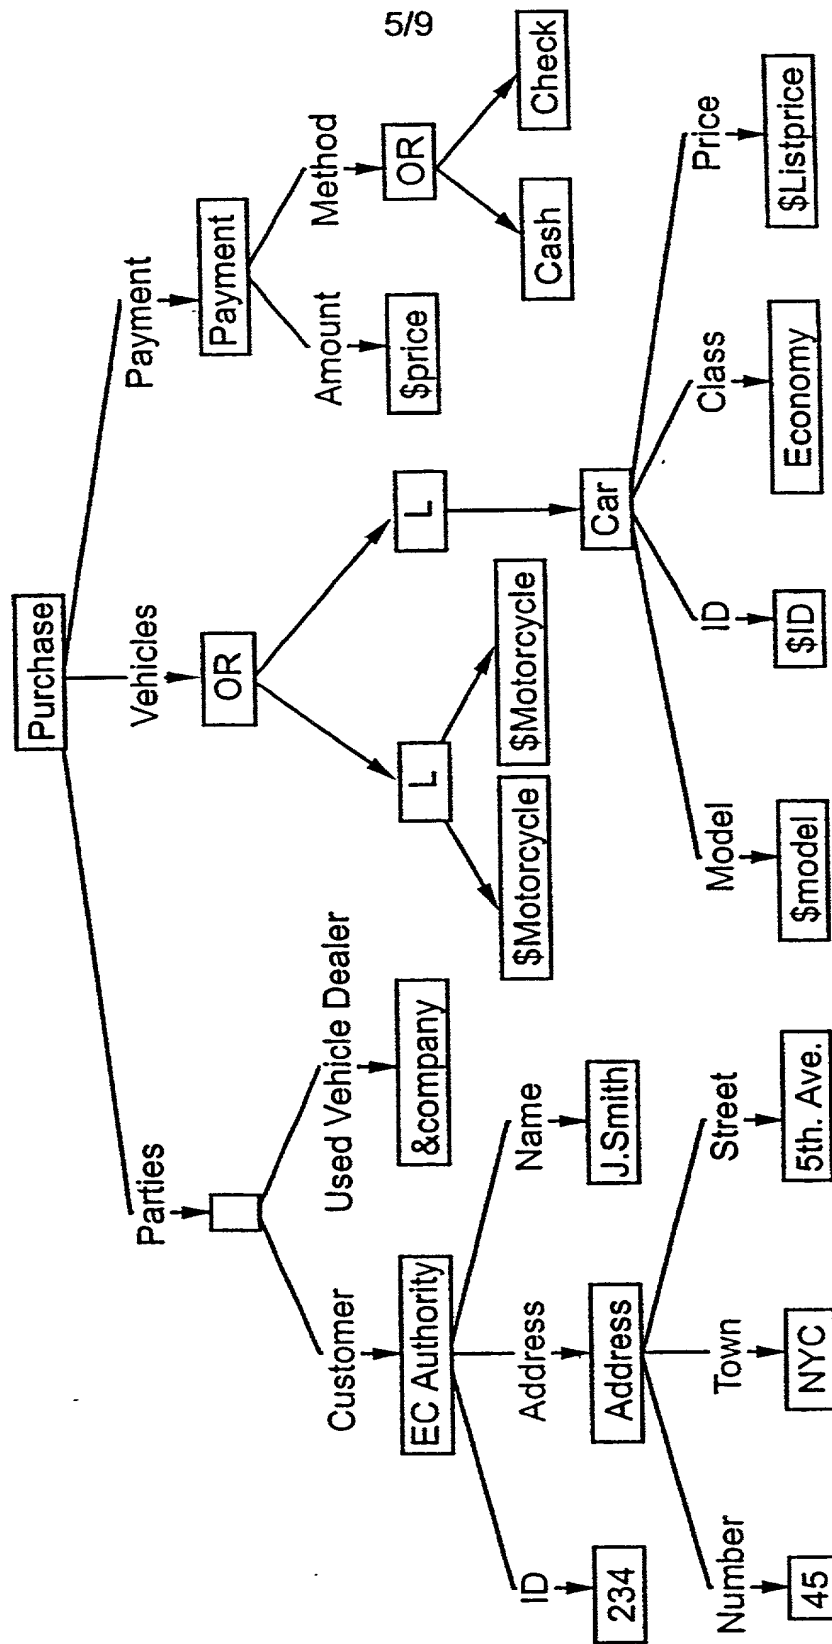 5/9
Purchase
Parties
Vehicles
Payment
OR
Payment
Customer
Used Vehicle Dealer
Amount
Method
EC Authority
&company
L
L
$price
OR
ID
Address
Name
$Motorcycle
$Motorcycle
Cash
Check
234
Address
J.Smith
Car
Number
Town
Street
Model
ID
Class
Price
45
NYC
5th. Ave.
$model
$ID
Economy
$Listprice